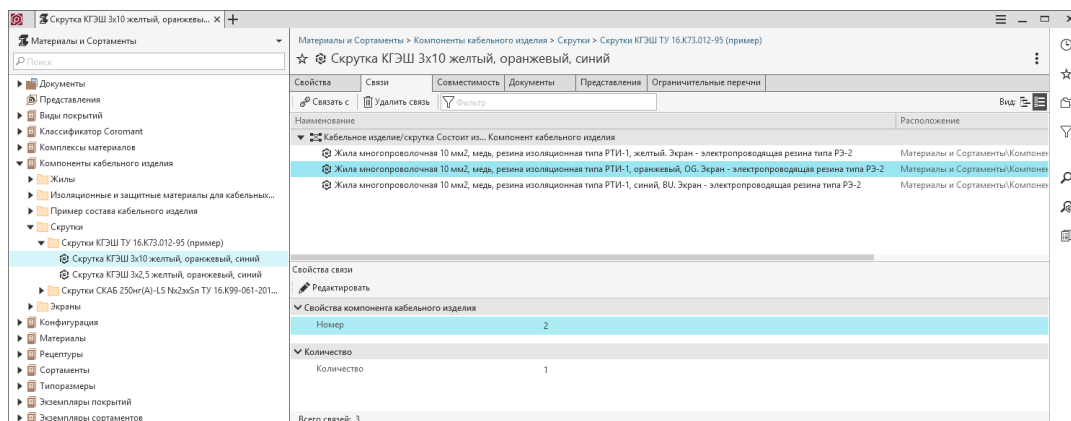 Скрутка КГЭШ 3x10 желтый, оранжевы...
Материалы и Сортаменты
Поиск
Документы
Представления
Виды покрытий
Классификатор Coromant
Комплексы материалов
Компоненты кабельного изделия
Жилы
Изоляционные и защитные материалы для кабельных...
Пример состава кабельного изделия
Скрутки
Скрутки КГЭШ ТУ 16.К73.012-95 (пример)
Скрутка КГЭШ 3x10 желтый, оранжевый, синий
Скрутка КГЭШ 3x2,5 желтый, оранжевый, синий
Скрутки СКАБ 250нг(А)-LS Nx2эxSл ТУ 16.К99-061-201...
Экраны
Конфигурация
Материалы
Рецептуры
Сортаменты
Типоразмеры
Экземпляры покрытий
Экземпляры сортаментов
Материалы и Сортаменты > Компоненты кабельного изделия > Скрутки > Скрутки КГЭШ ТУ 16.К73.012-95 (пример)
Скрутка КГЭШ 3x10 желтый, оранжевый, синий
Свойства Связи Совместимость Документы Представления Ограничительные перечни
Связать с Удалить связь Фильтр Вид:
Наименование Расположение
Кабельное изделие/скрутка Состоит из... Компонент кабельного изделия
Жила многопроволочная 10 мм2, медь, резина изоляционная типа РТИ-1, желтый. Экран - электропроводящая резина типа РЭ-2 Материалы и Сортаменты\Компонен
Жила многопроволочная 10 мм2, медь, резина изоляционная типа РТИ-1, оранжевый, OG. Экран - электропроводящая резина типа РЭ-2 Материалы и Сортаменты\Компонен
Жила многопроволочная 10 мм2, медь, резина изоляционная типа РТИ-1, синий, BU. Экран - электропроводящая резина типа РЭ-2 Материалы и Сортаменты\Компонен
Свойства связи
Редактировать
Свойства компонента кабельного изделия
Номер 2
Количество
Количество 1
Всего связей: 3